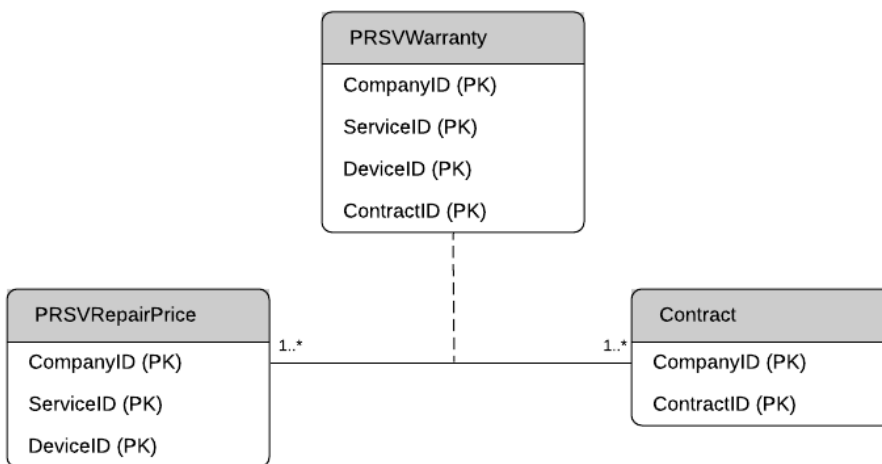 PRSVWarranty
CompanyID (PK)
ServiceID (PK)
DeviceID (PK)
ContractID (PK)
PRSVRepairPrice
CompanyID (PK)
ServiceID (PK)
DeviceID (PK)
1..*
1..*
Contract
CompanyID (PK)
ContractID (PK)